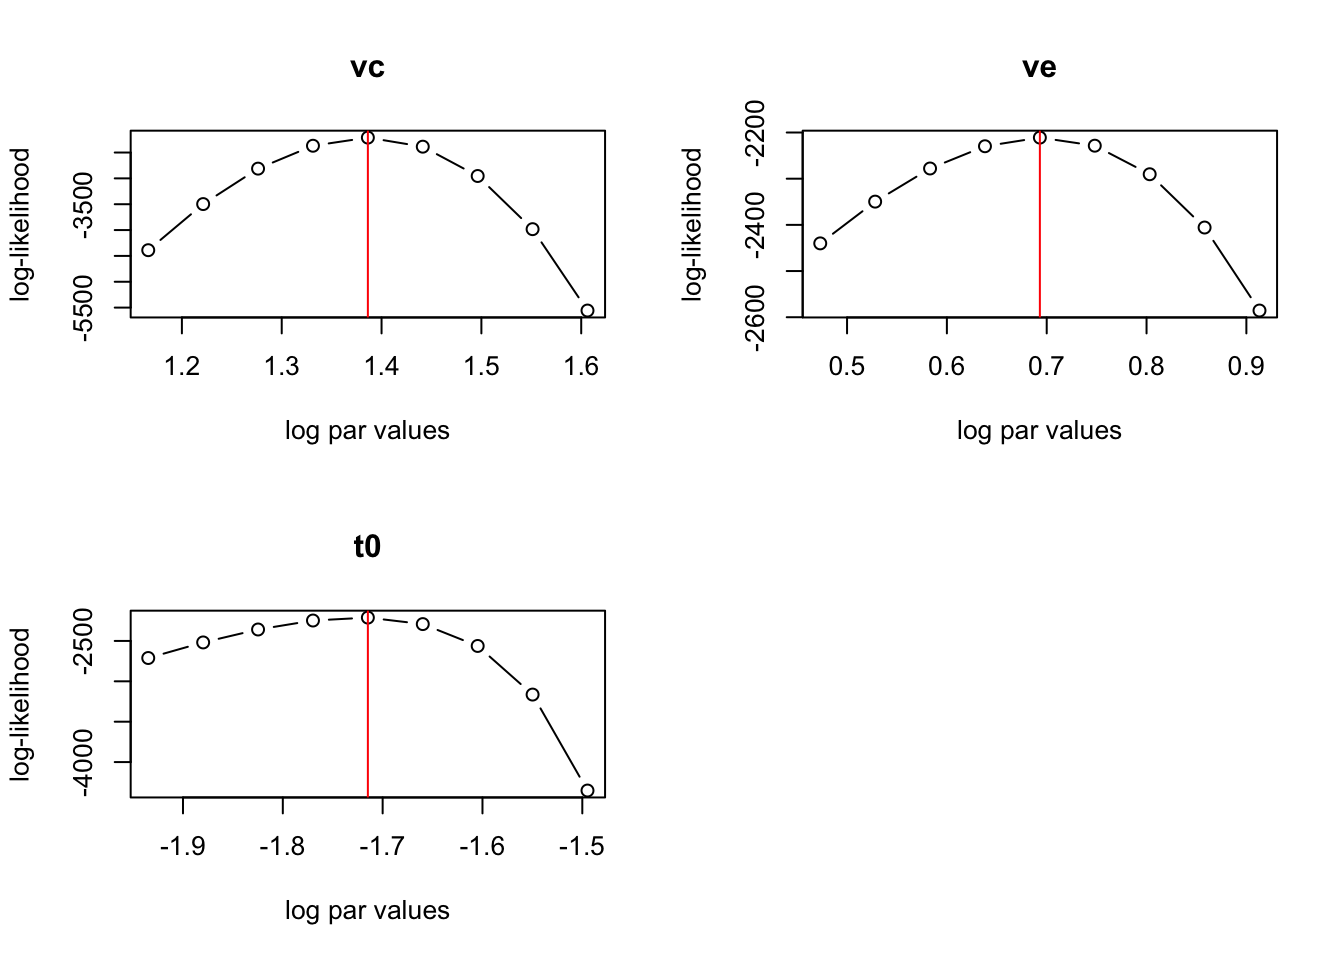 vc
log-likelihood
-3500
-5500
1.2 1.3 1.4 1.5 1.6
log par values
ve
log-likelihood
-2200
-2400
-2600
0.5 0.6 0.7 0.8 0.9
log par values
t0
log-likelihood
-2500
-4000
-1.9 -1.8 -1.7 -1.6 -1.5
log par values